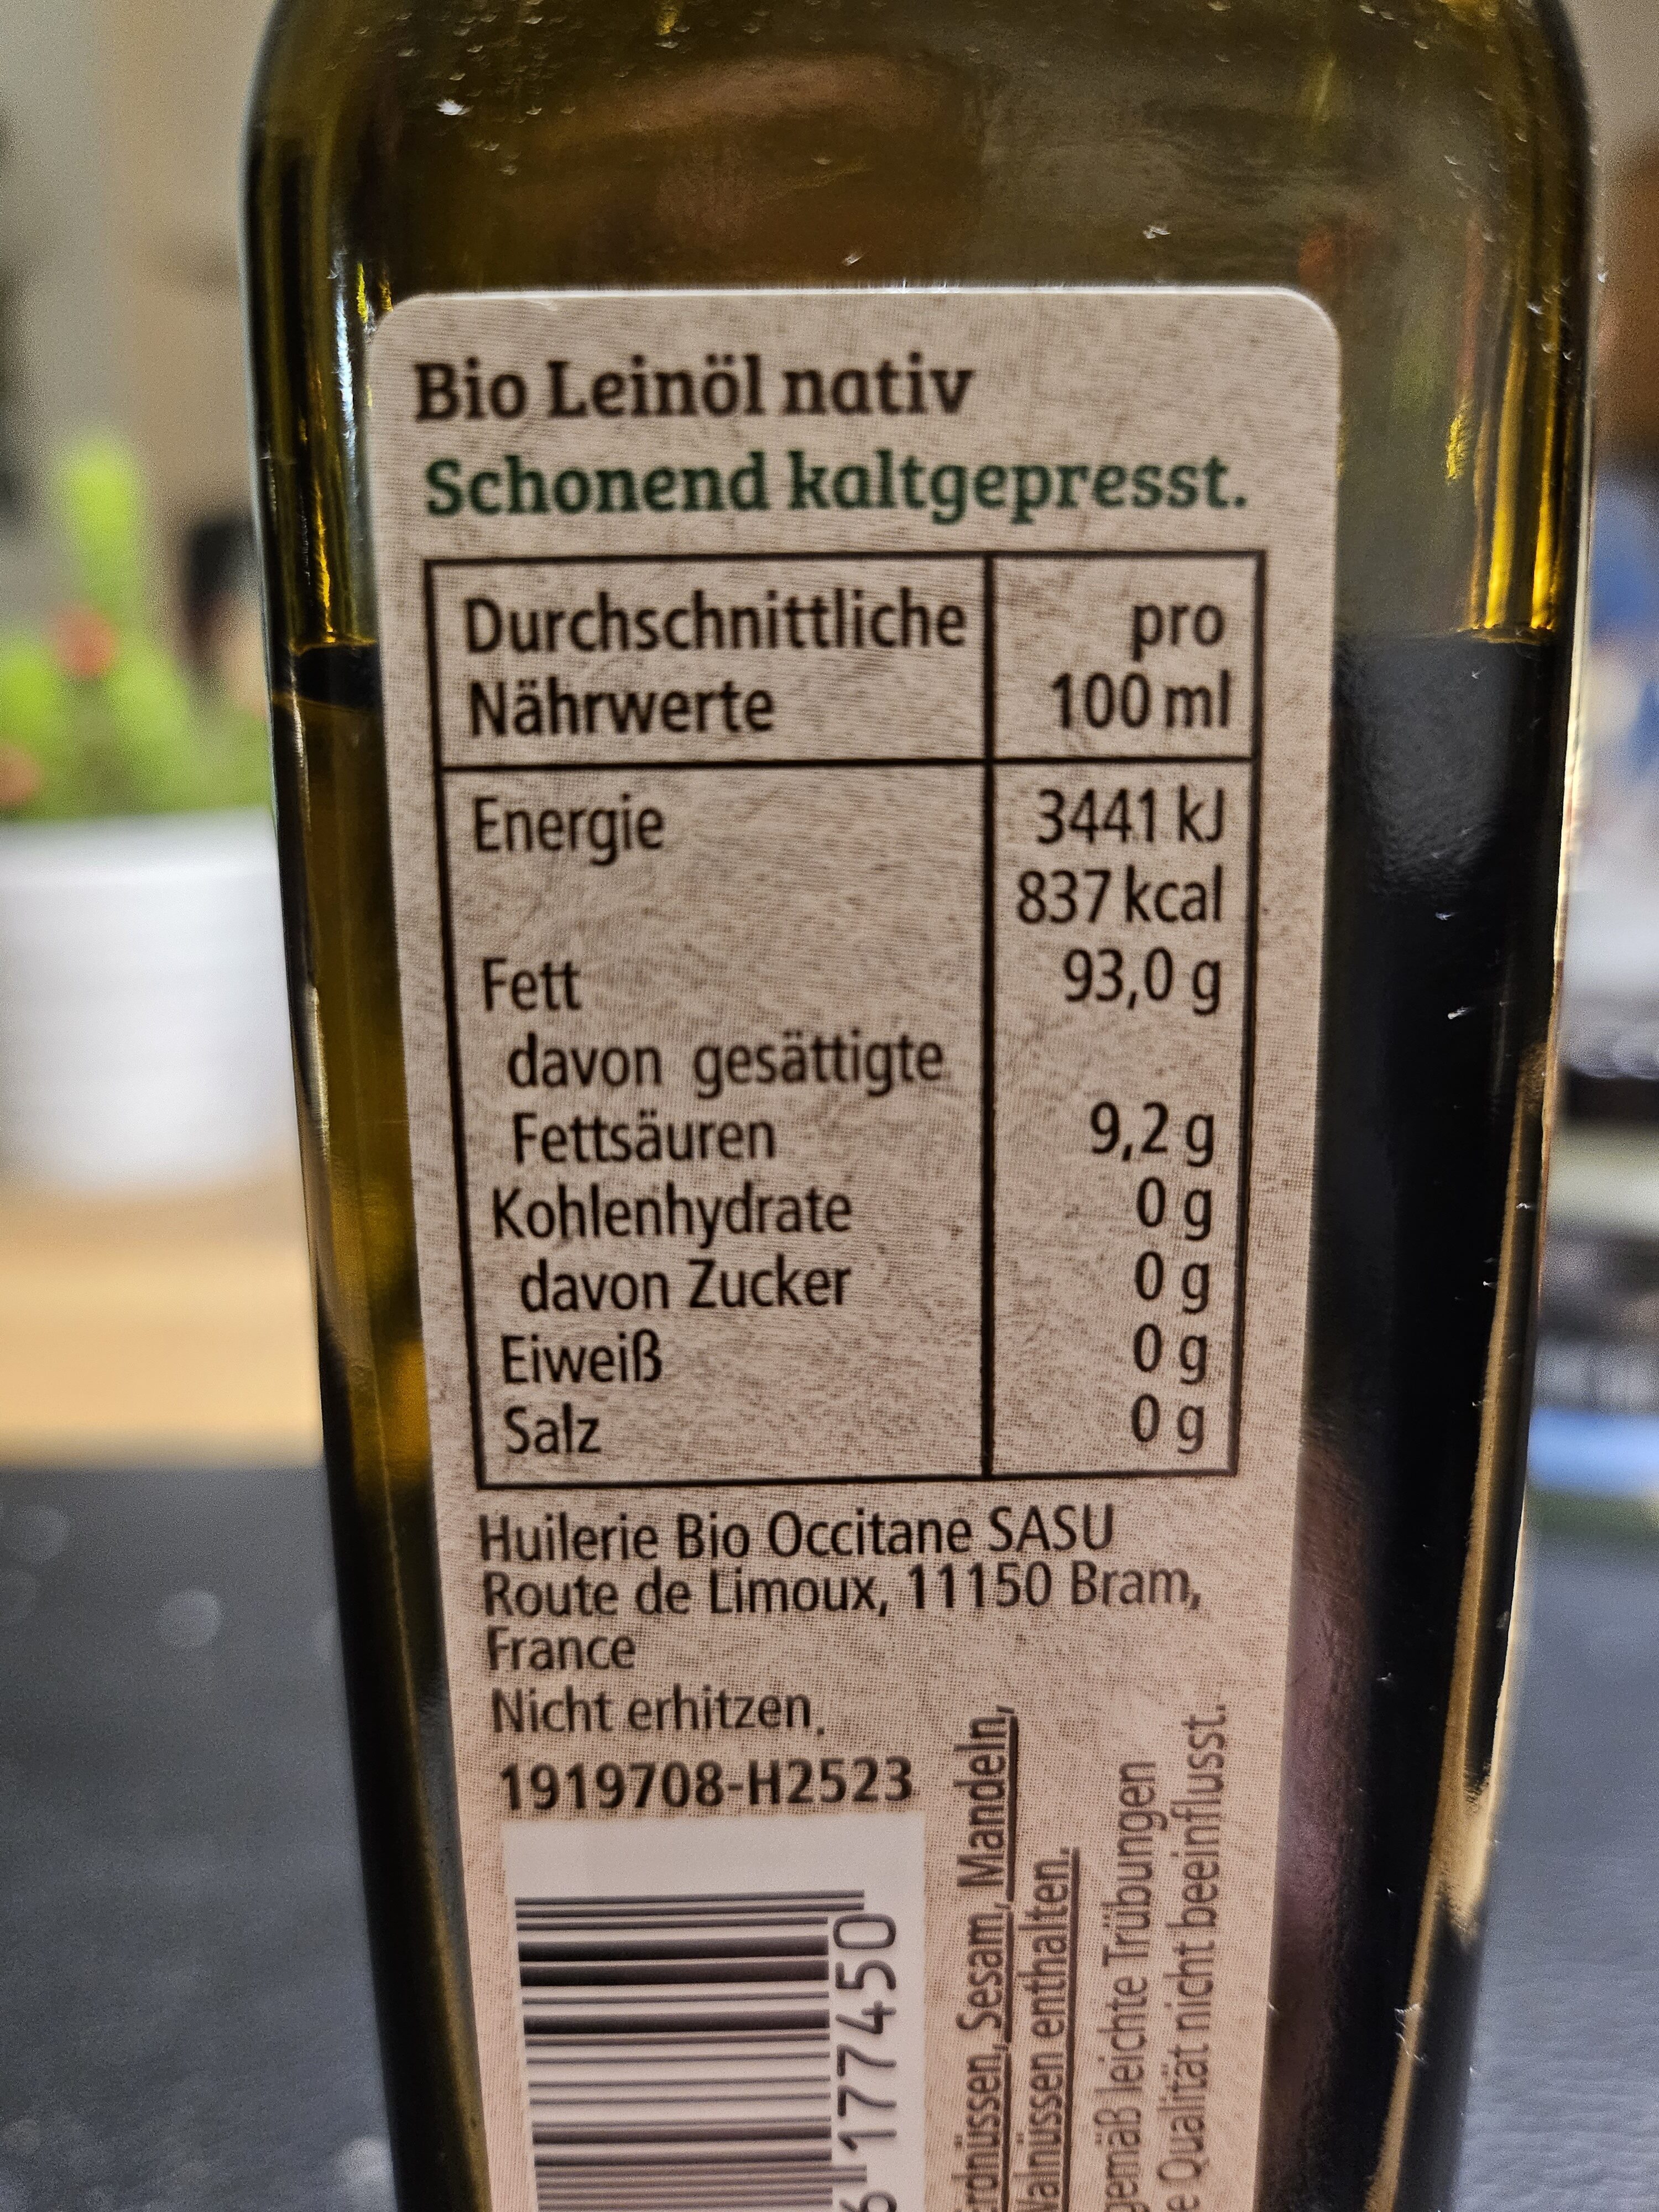 Bio Leinöl nativ
Schonend kaltgepresst.
Durchschnittliche pro
Nährwerte 100 ml
Energie 3441 kJ
837 kcal
Fett 93,0 g
davon gesättigte
Fettsäuren 9,2 g
Kohlenhydrate 0 g
davon Zucker 0 g
Eiweiß 0 g
Salz 0 g
Huilerie Bio Occitane SASU
Route de Limoux, 11150 Bram,
France
Nicht erhitzen.
1919708-H2523
177450
Sesam, Mandeln,
enthalten.
leichte Trübungen
Qualität nicht beeinflusst.